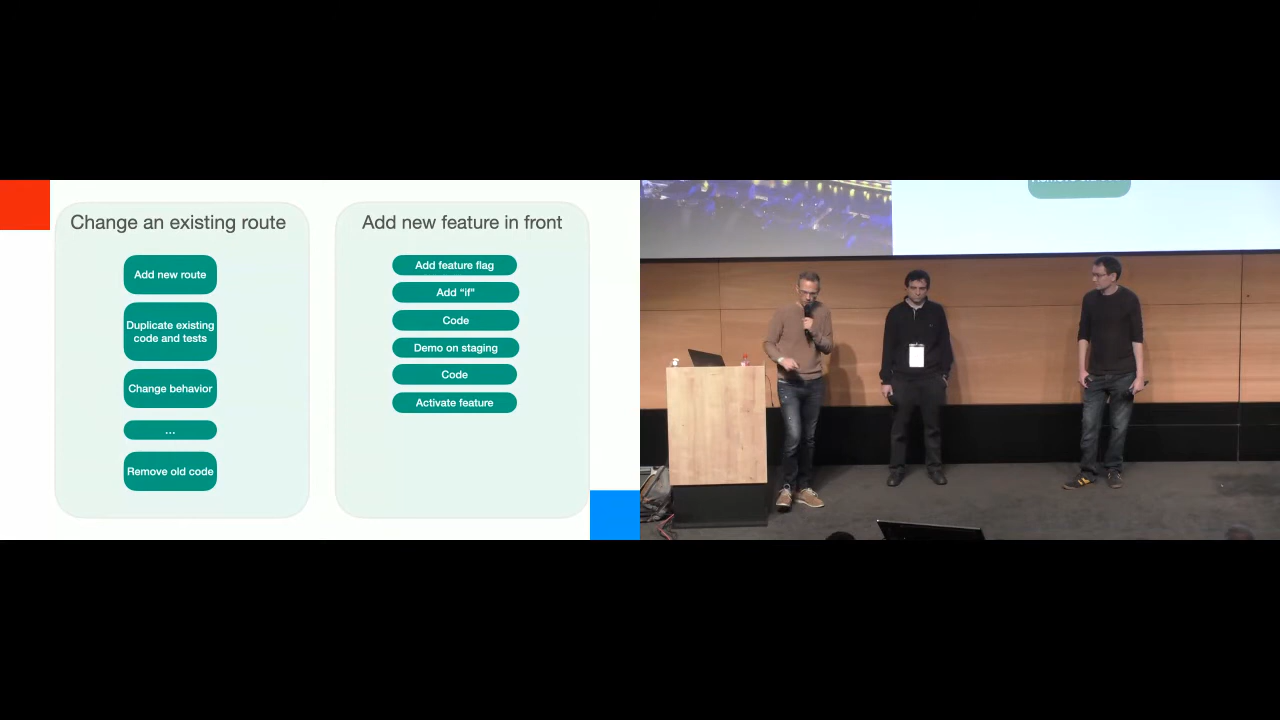 Change an existing route
Add new route
Duplicate existing
code and tests
Change behavior
...
Remove old code
Add new feature in front
Add feature flag
Add “if”
Code
Demo on staging
Code
Activate feature